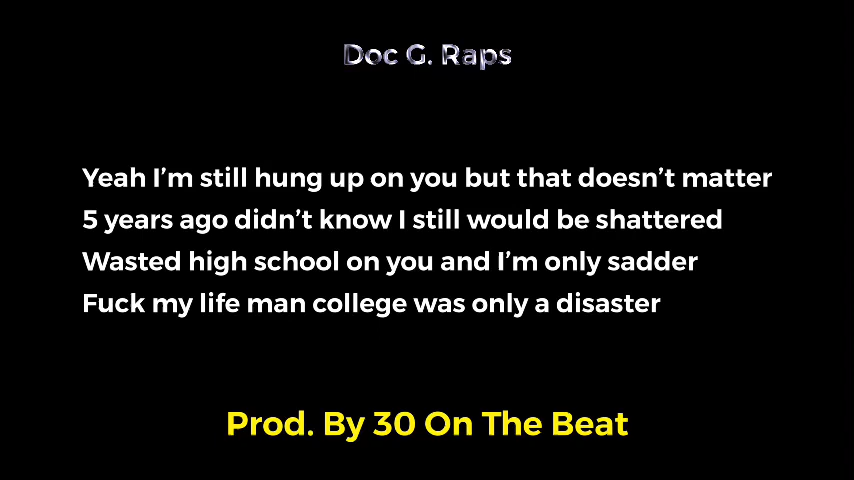 Doc G. Raps
Yeah I’m still hung up on you but that doesn’t matter
5 years ago didn’t know I still would be shattered
Wasted high school on you and I’m only sadder
Fuck my life man college was only a disaster
Prod. By 30 On The Beat